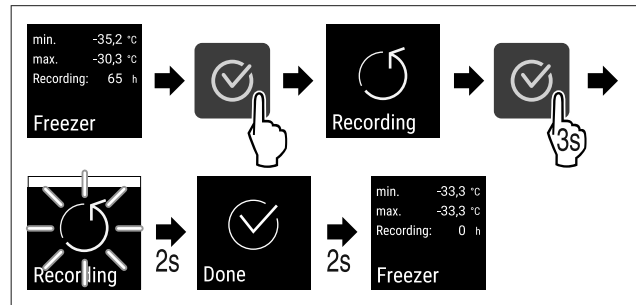 min. -35,2 °C
max. -30,3 °C
Recording: 65 h
Freezer
Recording
3s
Recording
2s
Done
2s
min. -33,3 °C
max. -33,3 °C
Recording: 0 h
Freezer